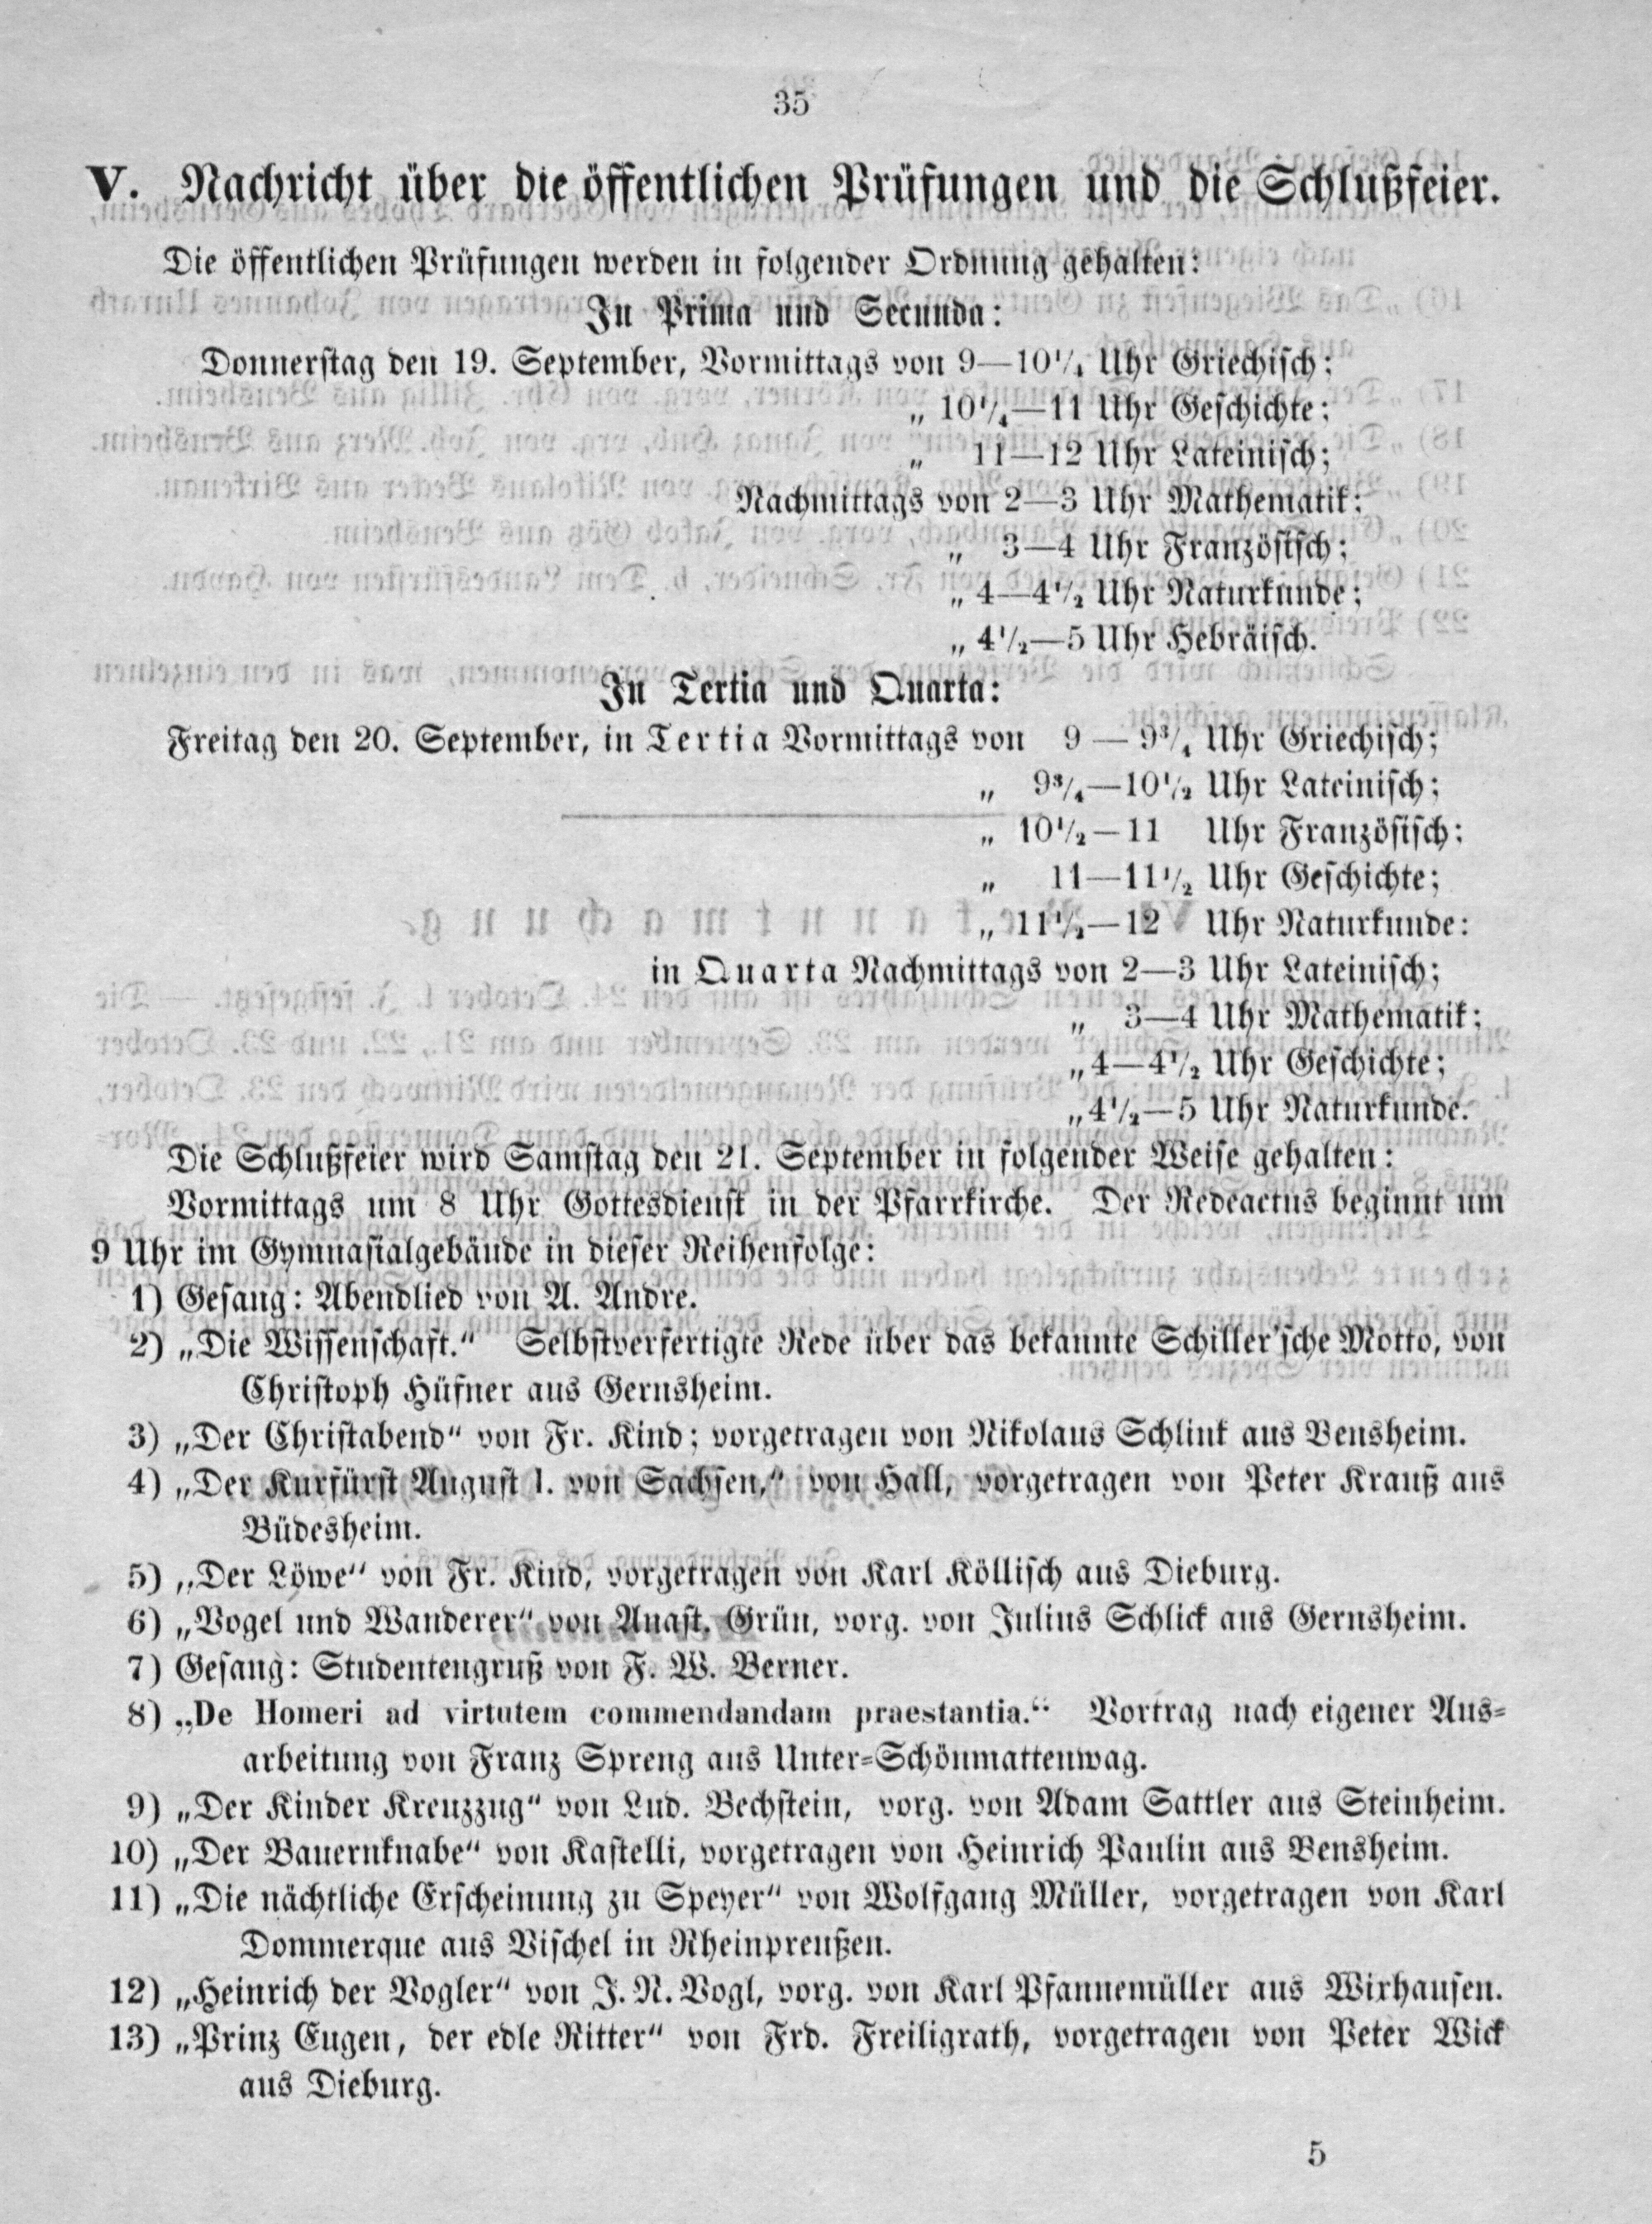 35
V. Nachricht über die öffentlichen Prüfungen und die Schlußfeier.
Die öffentlichen Prüfungen werden in folgender Ordnung gehalten:
In Prima und Secunda:
Donnerstag den 19. September, Vormittags von 9—10¼ Uhr Griechisch;
„ 10¼—11 Uhr Geschichte;
„ 11—12 Uhr Lateinisch;
Nachmittags von 2—3 Uhr Mathematik;
„ 3—4 Uhr Französisch;
„ 4—4½ Uhr Naturkunde;
„ 4½—5 Uhr Hebräisch.
In Tertia und Quarta:
Freitag den 20. September, in Tertia Vormittags von 9 — 9¾ Uhr Griechisch;
„ 9¾—10½ Uhr Lateinisch;
„ 10½—11 Uhr Französisch;
„ 11—11½ Uhr Geschichte;
„ 11½—12 Uhr Naturkunde:
in Quarta Nachmittags von 2—3 Uhr Lateinisch;
„ 3—4 Uhr Mathematik;
„ 4—4½ Uhr Geschichte;
„ 4½—5 Uhr Naturkunde.
Die Schlußfeier wird Samstag den 21. September in folgender Weise gehalten:
Vormittags um 8 Uhr Gottesdienst in der Pfarrkirche. Der Redeactus beginnt um
9 Uhr im Gymnasialgebäude in dieser Reihenfolge:
1) Gesang: Abendlied von A. Andre.
2) „Die Wissenschaft.“ Selbstverfertigte Rede über das bekannte Schiller'sche Motto, von
Christoph Hüfner aus Gernsheim.
3) „Der Christabend“ von Fr. Kind; vorgetragen von Nikolaus Schlink aus Bensheim.
4) „Der Kurfürst August I. von Sachsen,“ von Hall, vorgetragen von Peter Krauß aus
Büdesheim.
5) „Der Löwe“ von Fr. Kind, vorgetragen von Karl Köllisch aus Dieburg.
6) „Vogel und Wanderer“ von Anast. Grün, vorg. von Julius Schlick aus Gernsheim.
7) Gesang: Studentengruß von F. W. Berner.
8) „De Homeri ad virtutem commendandam praestantia.“ Vortrag nach eigener Aus-
arbeitung von Franz Spreng aus Unter-Schönmattenwag.
9) „Der Kinder Kreuzzug“ von Lud. Bechstein, vorg. von Adam Sattler aus Steinheim.
10) „Der Bauernknabe“ von Kastelli, vorgetragen von Heinrich Paulin aus Bensheim.
11) „Die nächtliche Erscheinung zu Speyer“ von Wolfgang Müller, vorgetragen von Karl
Dommerque aus Vischel in Rheinpreußen.
12) „Heinrich der Vogler“ von J. N. Vogl, vorg. von Karl Pfannemüller aus Wixhausen.
13) „Prinz Eugen, der edle Ritter“ von Frd. Freiligrath, vorgetragen von Peter Wick
aus Dieburg.
5